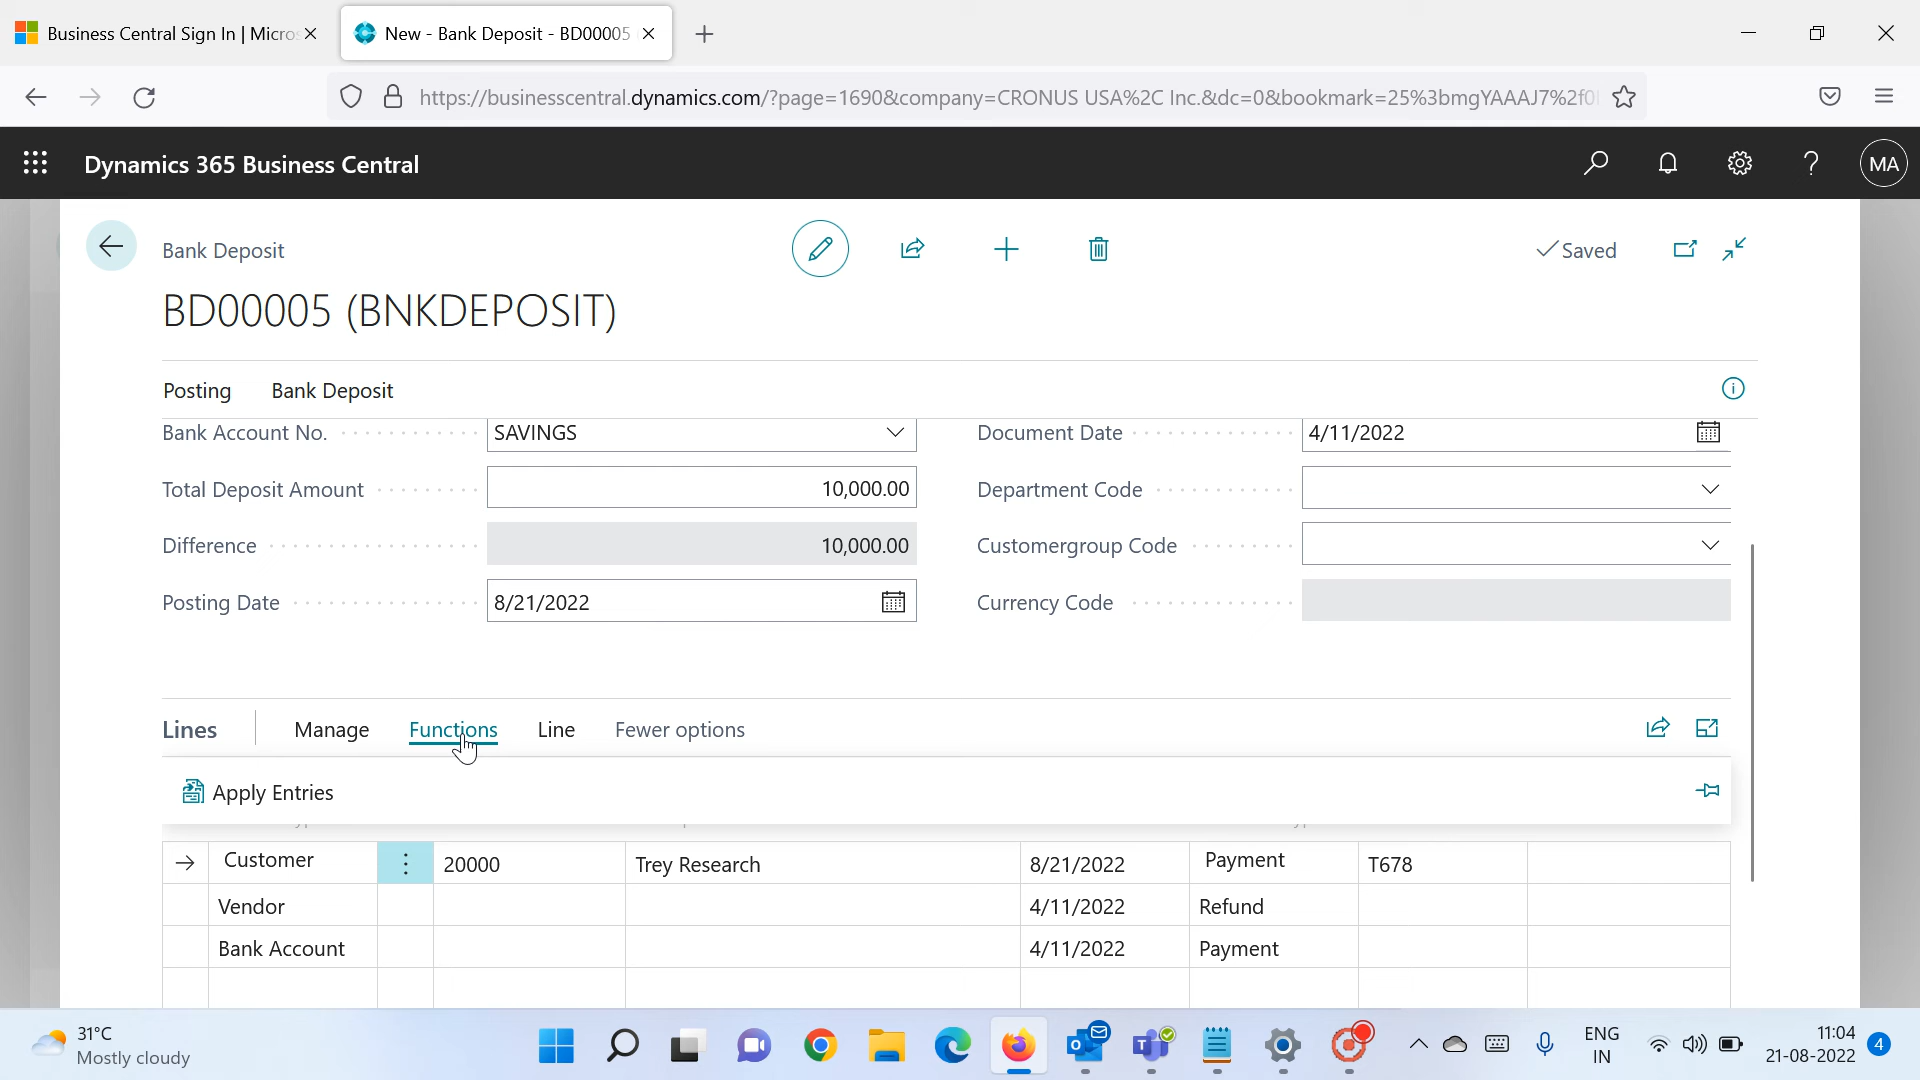 Business Central Sign In | Micros
New - Bank Deposit - BD00005
https://businesscentral.dynamics.com/?page=1690&company=CRONUS USA%2C Inc.&dc=0&bookmark=25%3bmgYAAAJ7%2f0
Dynamics 365 Business Central
MA
Bank Deposit
Saved
BD00005 (BNKDEPOSIT)
Posting Bank Deposit
Bank Account No. SAVINGS Document Date 4/11/2022
Total Deposit Amount 10,000.00 Department Code
Difference 10,000.00 Customergroup Code
Posting Date 8/21/2022 Currency Code
Lines Manage Functions Line Fewer options
Apply Entries
Customer 20000 Trey Research 8/21/2022 Payment T678
Vendor 4/11/2022 Refund
Bank Account 4/11/2022 Payment
31°C
Mostly cloudy
ENG
IN
11:04
21-08-2022
4